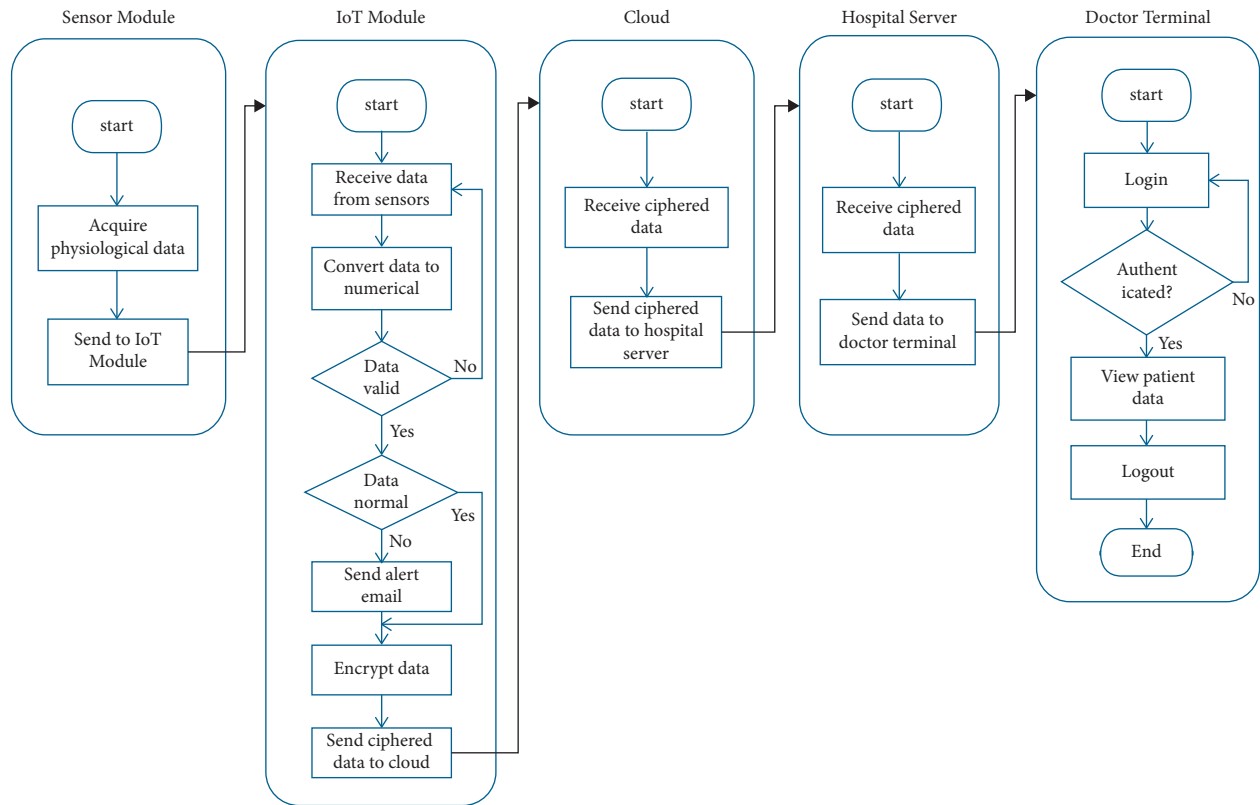 Sensor Module
start
Acquire
physiological data
Send to IoT
Module
IoT Module
start
Receive data
from sensors
Convert data to
numerical
Data
valid
No
Yes
Data
normal
Yes
No
Send alert
email
Encrypt data
Send ciphered
data to cloud
Cloud
start
Receive ciphered
data
Send ciphered
data to hospital
server
Hospital Server
start
Receive ciphered
data
Send data to
doctor terminal
Doctor Terminal
start
Login
Authent
icated?
No
Yes
View patient
data
Logout
End